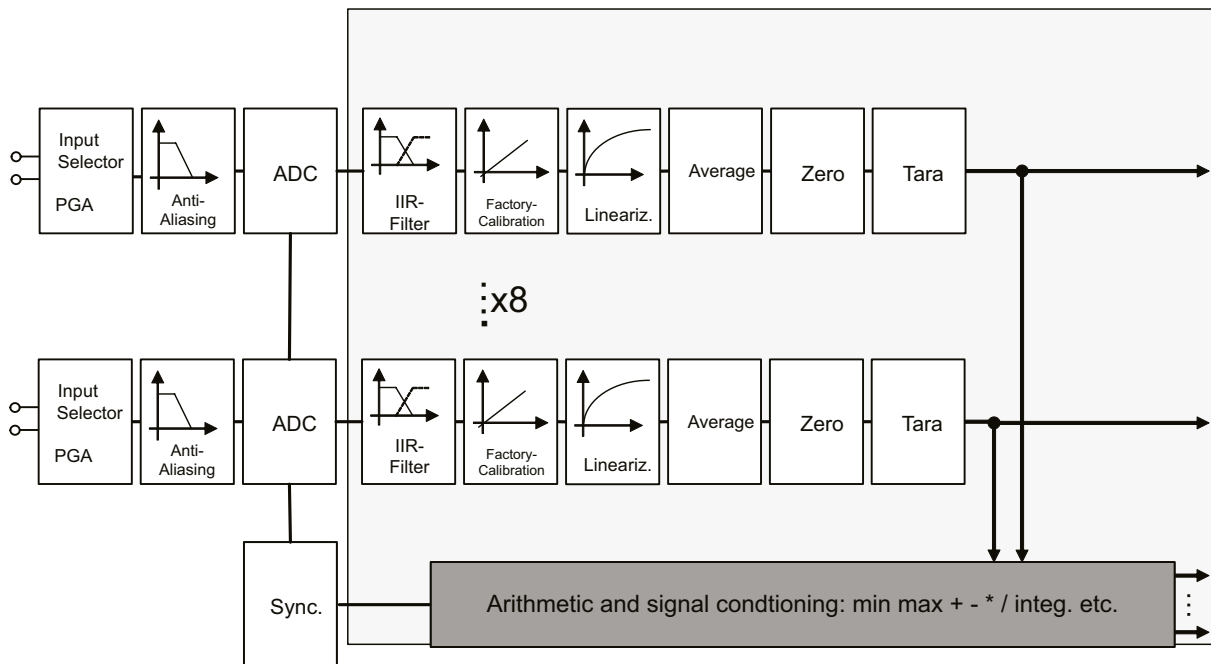 Input
Selector
PGA
Anti-
Aliasing
ADC
IIR-
Filter
Factory-
Calibration
Lineariz.
Average
Zero
Tara
x8
Input
Selector
PGA
Anti-
Aliasing
ADC
IIR-
Filter
Factory-
Calibration
Lineariz.
Average
Zero
Tara
Sync.
Arithmetic and signal condtioning: min max + - * / integ. etc.